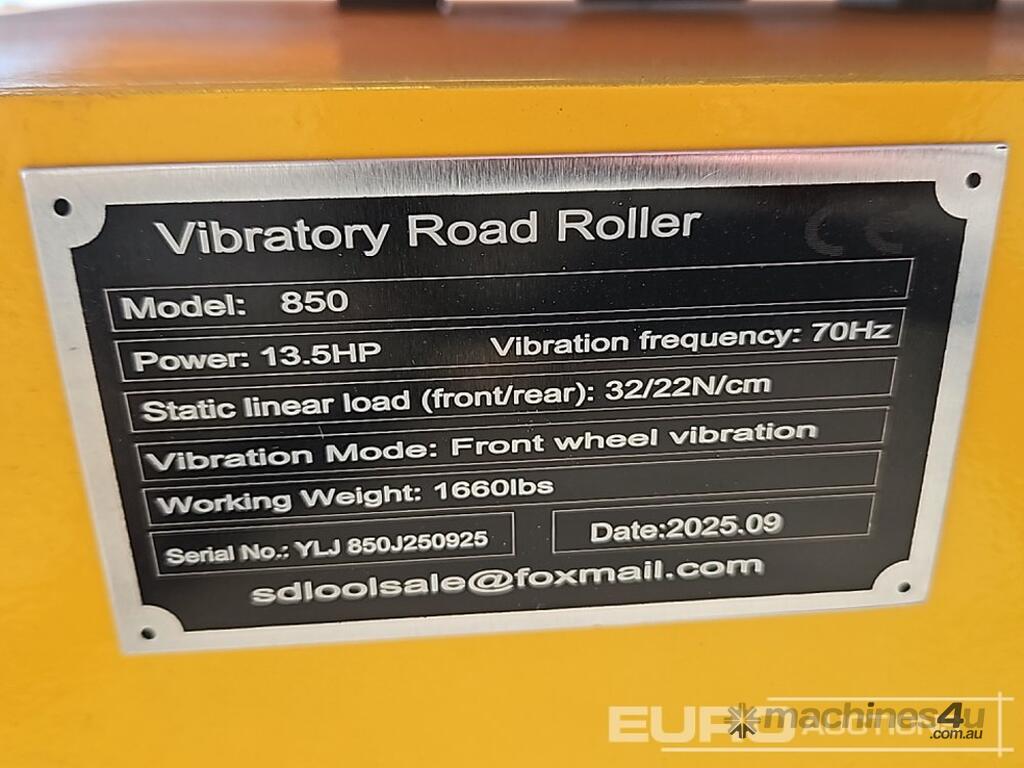 Vibratory Road Roller CE
Model: 850
Power: 13.5HP Vibration frequency: 70Hz
Static linear load (front/rear): 32/22N/cm
Vibration Mode: Front wheel vibration
Working Weight: 1660lbs
Serial No.: YLJ 850J250925 Date:2025.09
sdloolsale@foxmail.com
EURO AUCTIONS
machines4u
.com.au